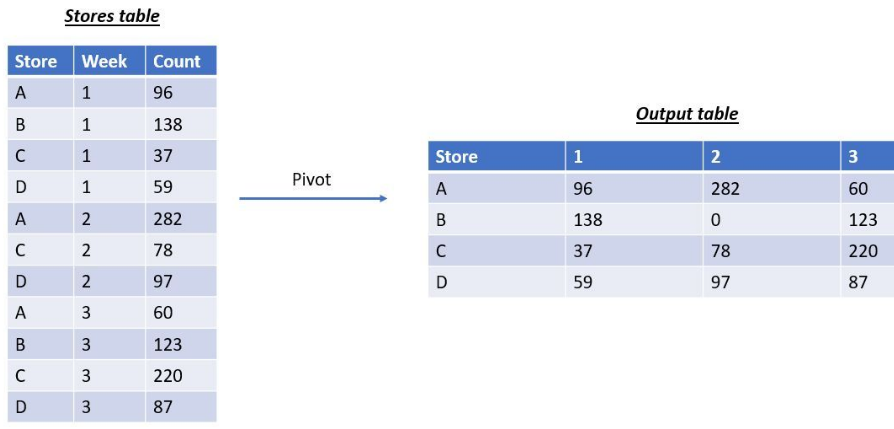 Stores table
Store Week Count
A 1 96
B 1 138
C 1 37
D 1 59
A 2 282
C 2 78
D 2 97
A 3 60
B 3 123
C 3 220
D 3 87
Pivot
Output table
Store 1 2 3
A 96 282 60
B 138 0 123
C 37 78 220
D 59 97 87